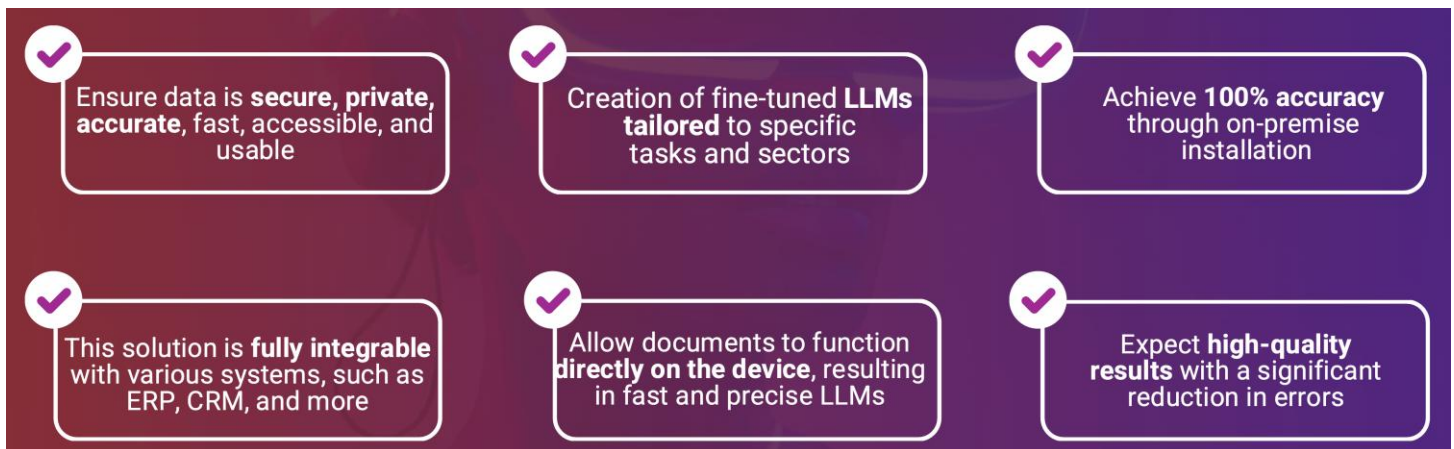 Ensure data is secure, private,
accurate, fast, accessible, and
usable
Creation of fine-tuned LLMs
tailored to specific
tasks and sectors
Achieve 100% accuracy
through on-premise
installation
This solution is fully integrable
with various systems, such as
ERP, CRM, and more
Allow documents to function
directly on the device, resulting
in fast and precise LLMs
Expect high-quality
results with a significant
reduction in errors